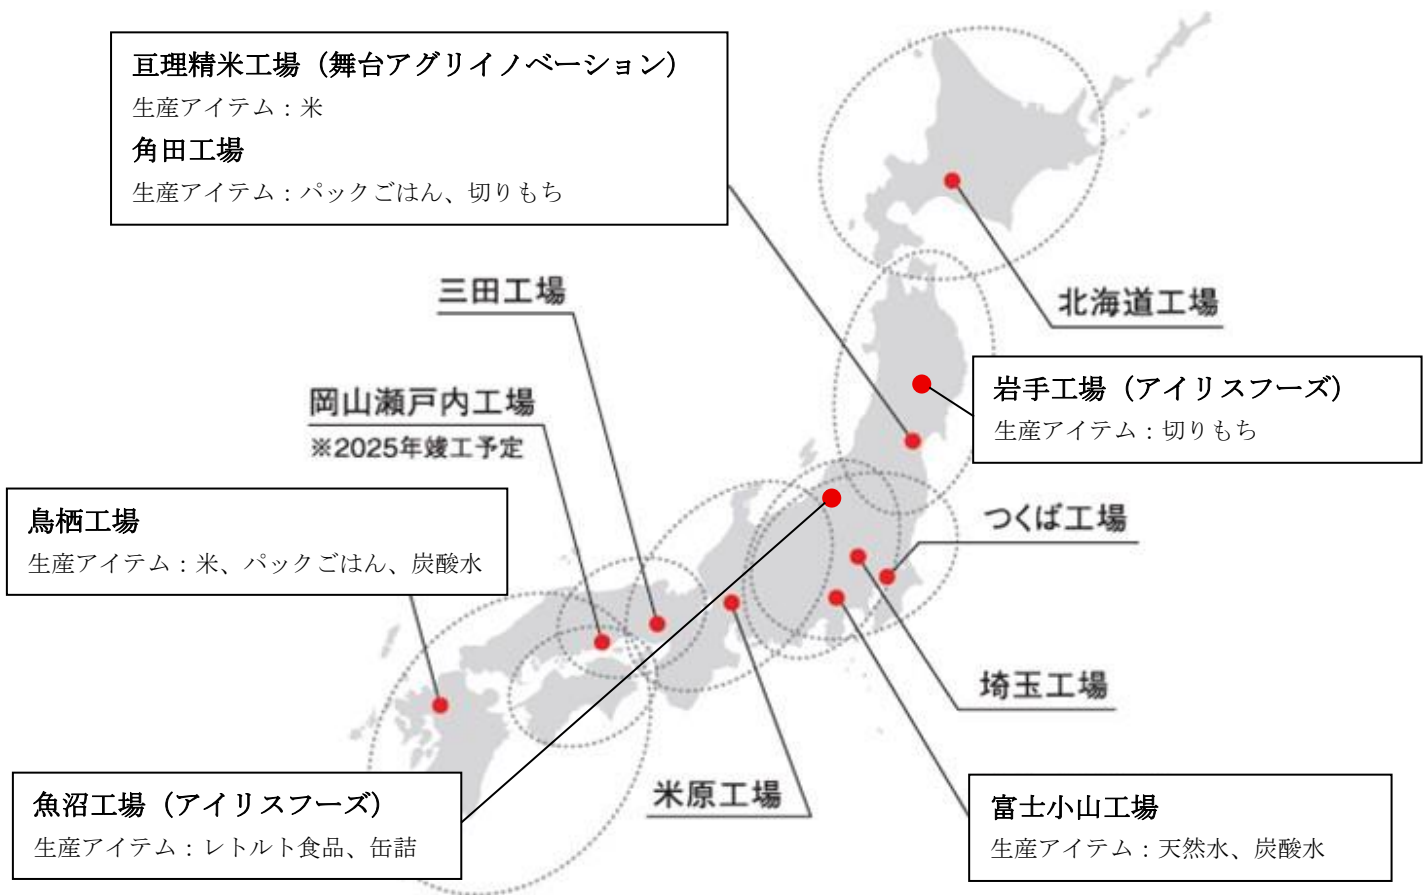 亘理精米工場（舞台アグリイノベーション）
生産アイテム：米
角田工場
生産アイテム：パックごはん、切りもち
三田工場
北海道工場
岡山瀬戸内工場
※2025年竣工予定
岩手工場（アイリスフーズ）
生産アイテム：切りもち
鳥栖工場
生産アイテム：米、パックごはん、炭酸水
つくば工場
埼玉工場
米原工場
魚沼工場（アイリスフーズ）
生産アイテム：レトルト食品、缶詰
富士小山工場
生産アイテム：天然水、炭酸水